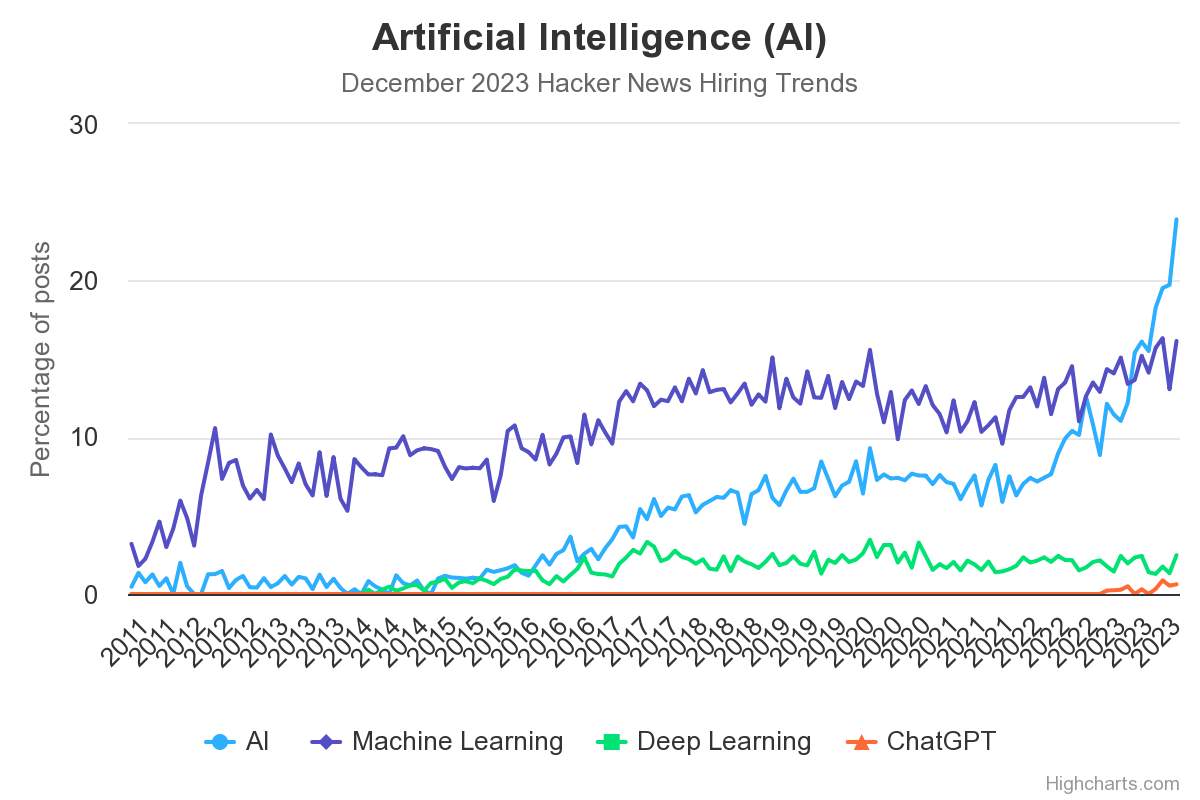 Artificial Intelligence (AI)
December 2023 Hacker News Hiring Trends
Percentage of posts
30
20
10
0
2011 2011 2012 2012 2012 2013 2013 2013 2014 2014 2014 2015 2015 2015 2016 2016 2016 2017 2017 2017 2018 2018 2018 2019 2019 2019 2020 2020 2020 2021 2021 2021 2022 2022 2022 2023 2023 2023
AI Machine Learning Deep Learning ChatGPT
Highcharts.com